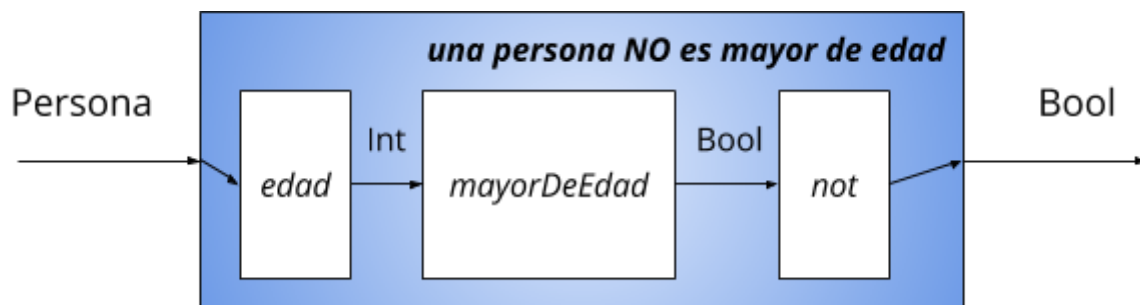 una persona NO es mayor de edad
Persona
Bool
Int
Bool
edad
mayorDeEdad
not